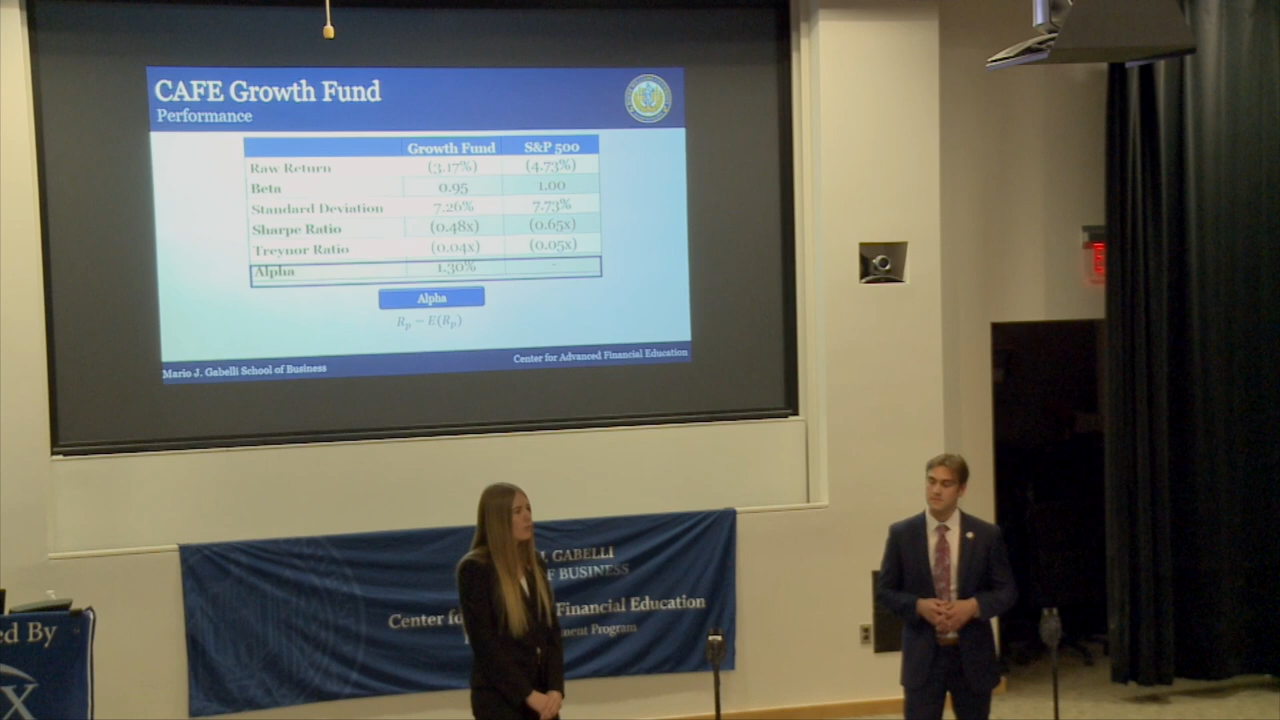 CAFE Growth Fund
Performance
Growth Fund S&P 500
Raw Return (3.17%) (4.73%)
Beta 0.95 1.00
Standard Deviation 7.26% 7.73%
Sharpe Ratio (0.48x) (0.65x)
Treynor Ratio (0.04x) (0.05x)
Alpha 1.30% -
Alpha
Rₚ − E(Rₚ)
Mario J. Gabelli School of Business
Center for Advanced Financial Education
GABELLI
F BUSINESS
Center fo Financial Education
ment Program
ed By
X